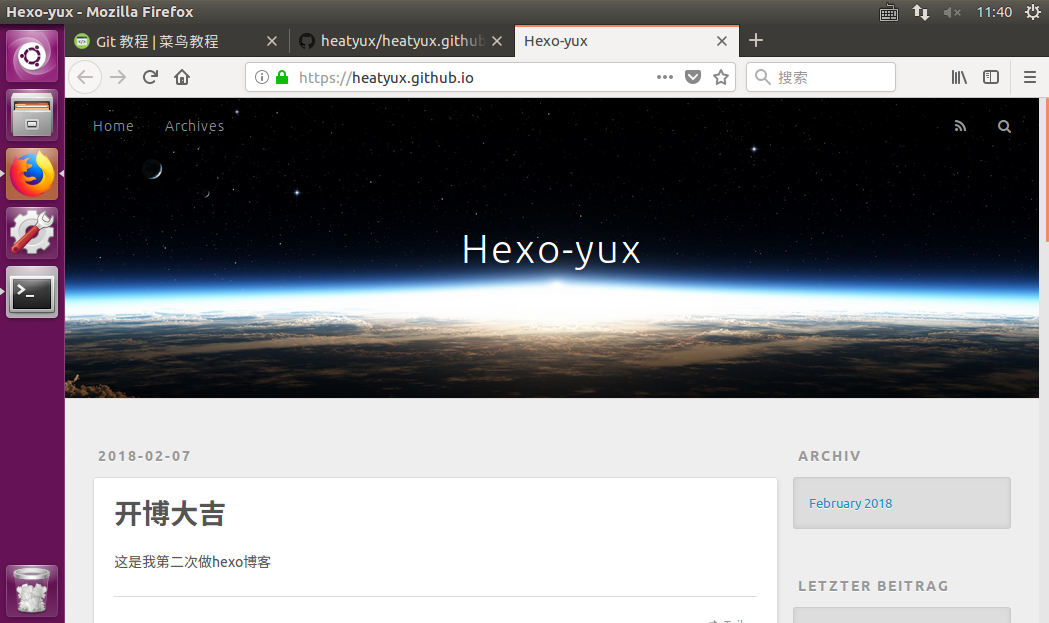 Hexo-yux - Mozilla Firefox
11:40
Git 教程 | 菜鸟教程
heatyux/heatyux.github
Hexo-yux
https://heatyux.github.io
搜索
Home
Archives
Hexo-yux
2018-02-07
ARCHIV
开博大吉
February 2018
这是我第二次做hexo博客
LETZTER BEITRAG